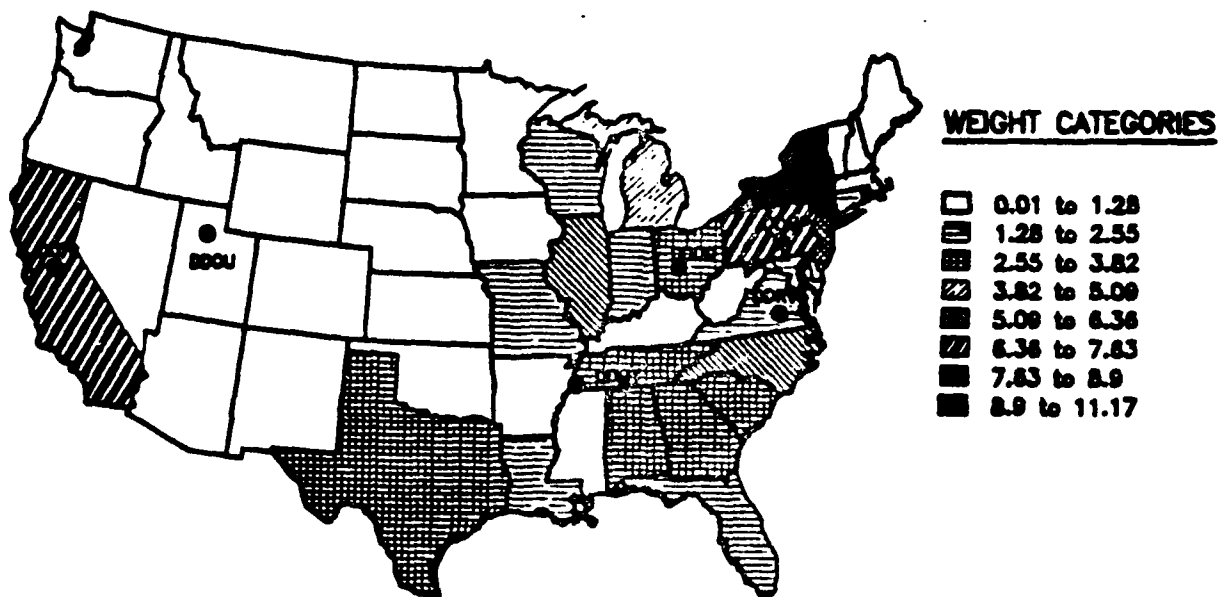 WEIGHT CATEGORIES
0.01 to 1.28
1.28 to 2.55
2.55 to 3.82
3.82 to 5.09
5.09 to 6.36
6.36 to 7.63
7.63 to 8.9
8.9 to 11.17
DDOU